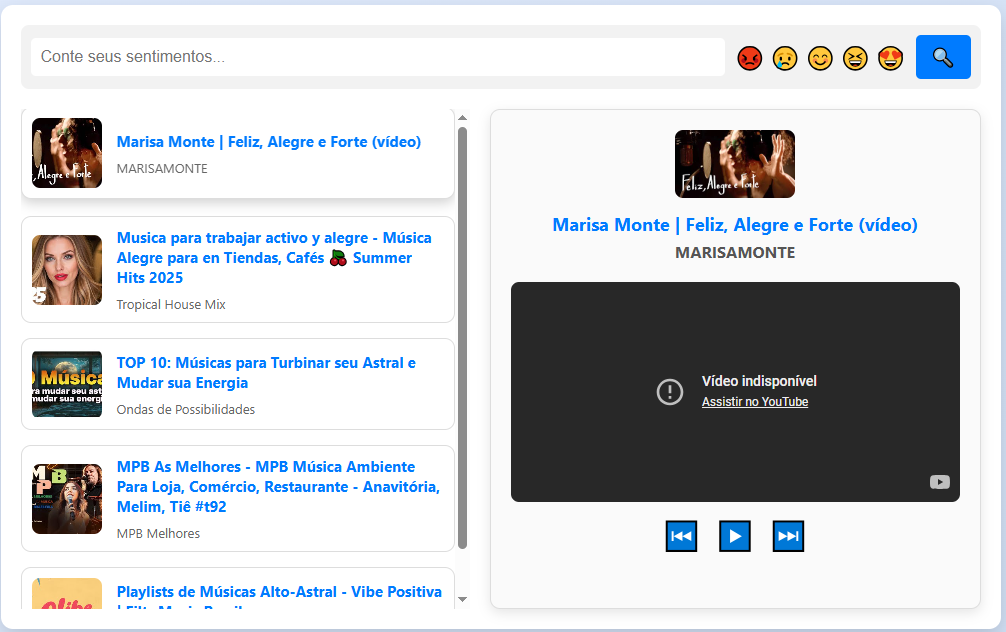 Conte seus sentimentos...
Marisa Monte | Feliz, Alegre e Forte (vídeo)
MARISAMONTE
Musica para trabajar activo y alegre - Música
Alegre para en Tiendas, Cafés 🍒 Summer
Hits 2025
Tropical House Mix
TOP 10: Músicas para Turbinar seu Astral e
Mudar sua Energia
Ondas de Possibilidades
MPB As Melhores - MPB Música Ambiente
Para Loja, Comércio, Restaurante - Anavitória,
Melim, Tiê #t92
MPB Melhores
Playlists de Músicas Alto-Astral - Vibe Positiva
Feliz, Alegre e Forte
Marisa Monte | Feliz, Alegre e Forte (vídeo)
MARISAMONTE
Vídeo indisponível
Assistir no YouTube